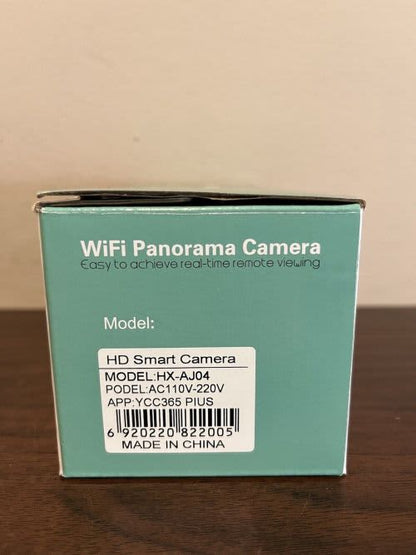 WiFi Panorama Camera
Easy to achieve real-time remote viewing
Model:
HD Smart Camera
MODEL:HX-AJ04
PODEL:AC110V-220V
APP:YCC365 PIUS
6 920220 822005
MADE IN CHINA